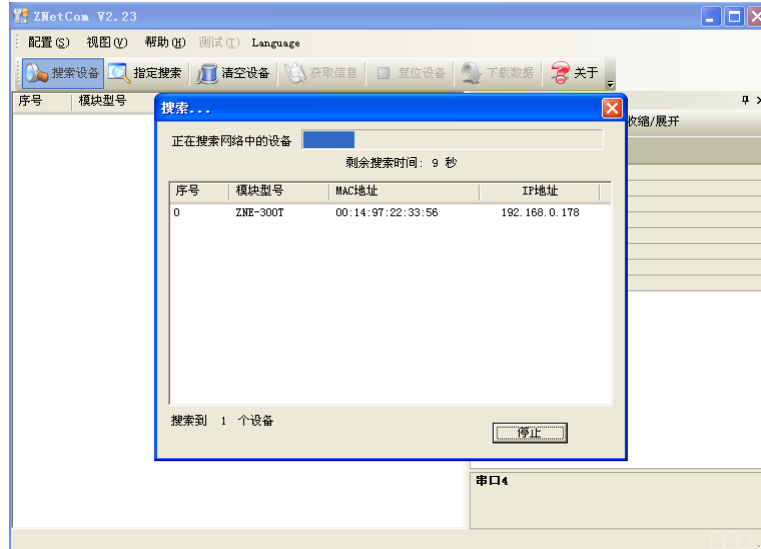 ZNetCom V2.23
配置(S) 视图(V) 帮助(H) 测试(T) Language
搜索设备 指定搜索 清空设备 获取信息 复位设备 下载数据 关于
序号 模块型号
收缩/展开
搜索...
正在搜索网络中的设备
剩余搜索时间: 9 秒
序号 模块型号 MAC地址 IP地址
0 ZNE-300T 00:14:97:22:33:56 192.168.0.178
搜索到 1 个设备
停止
串口4